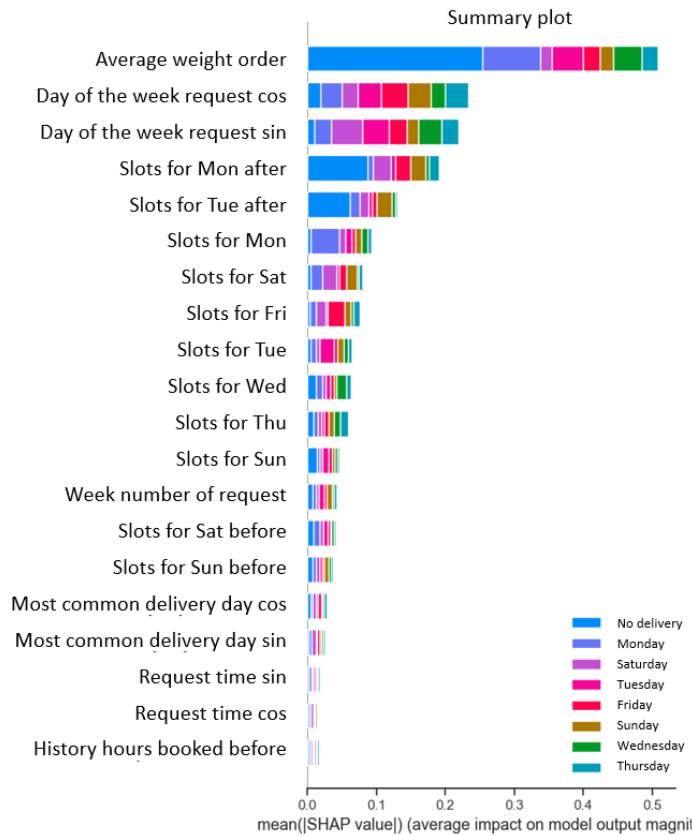 Summary plot
Average weight order
Day of the week request cos
Day of the week request sin
Slots for Mon after
Slots for Tue after
Slots for Mon
Slots for Sat
Slots for Fri
Slots for Tue
Slots for Wed
Slots for Thu
Slots for Sun
Week number of request
Slots for Sat before
Slots for Sun before
Most common delivery day cos
Most common delivery day sin
Request time sin
Request time cos
History hours booked before
No delivery
Monday
Saturday
Tuesday
Friday
Sunday
Wednesday
Thursday
0.0 0.1 0.2 0.3 0.4 0.5
mean(|SHAP value|) (average impact on model output magnit